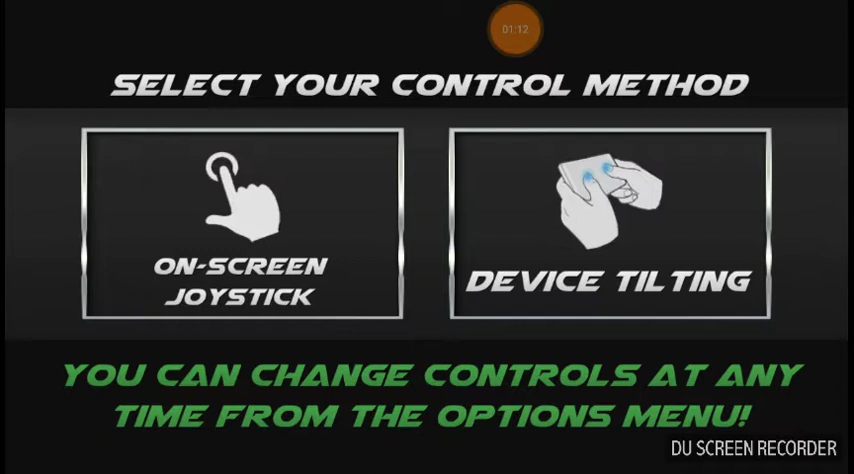 01:12
SELECT YOUR CONTROL METHOD
ON-SCREEN
JOYSTICK
DEVICE TILTING
YOU CAN CHANGE CONTROLS AT ANY
TIME FROM THE OPTIONS MENU!
DU SCREEN RECORDER